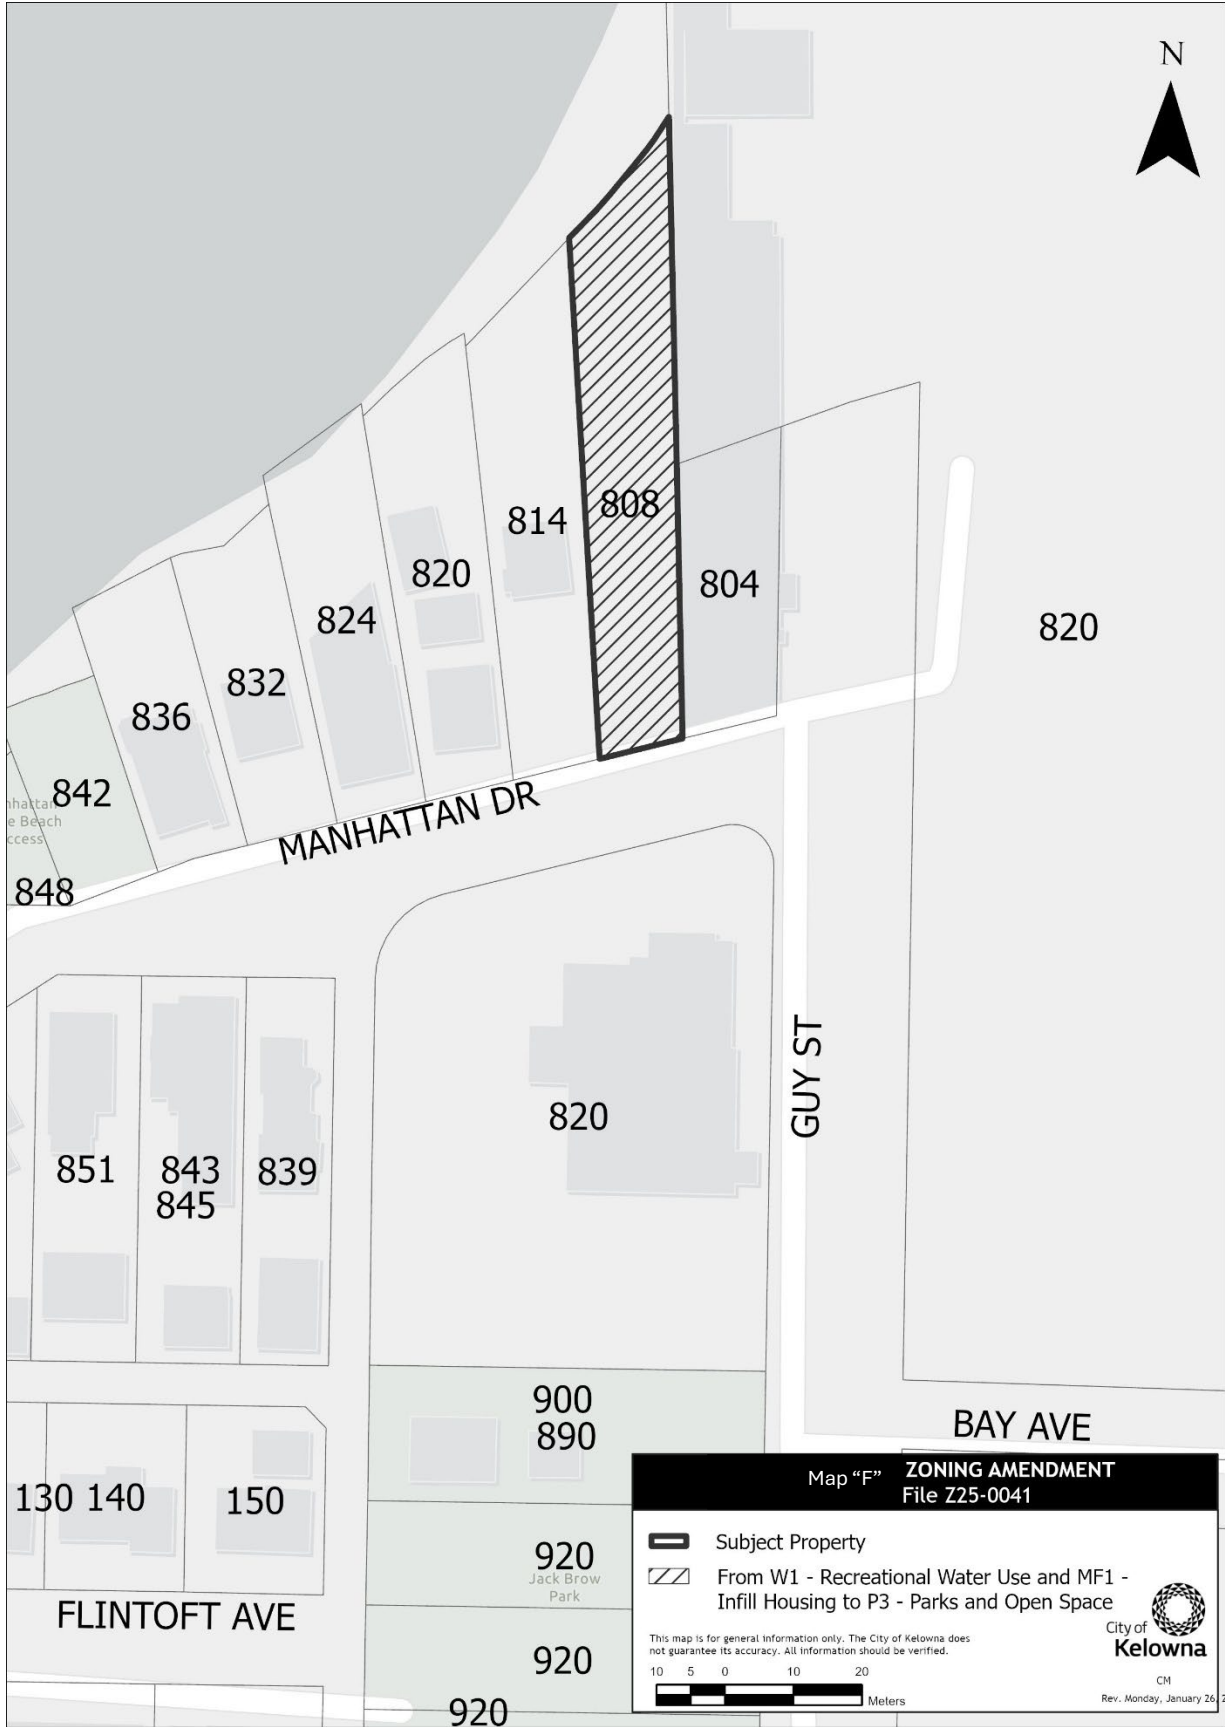 N
808
814
820
804
824
820
832
836
842
e Beach
848
MANHATTAN DR
GUY ST
820
851
843
845
839
900
890
BAY AVE
130
140
150
920
Jack Brow
Park
FLINTOFT AVE
920
920
Map “F” ZONING AMENDMENT
File Z25-0041
Subject Property
From W1 - Recreational Water Use and MF1 -
Infill Housing to P3 - Parks and Open Space
This map is for general information only. The City of Kelowna does
not guarantee its accuracy. All information should be verified.
10 5 0 10 20
Meters
City of
Kelowna
CM
Rev. Monday, January 26, 2